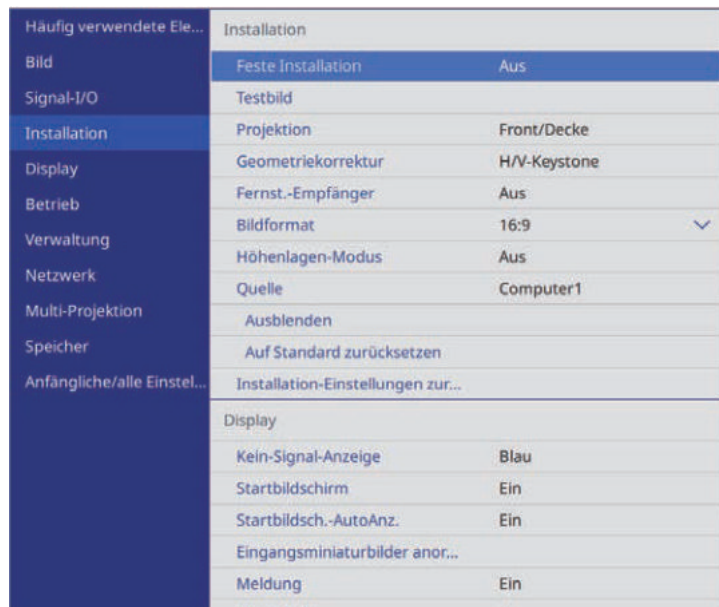 Häufig verwendete Ele...
Bild
Signal-I/O
Installation
Display
Betrieb
Verwaltung
Netzwerk
Multi-Projektion
Speicher
Anfängliche/alle Einstel...
Installation
Feste Installation Aus
Testbild
Projektion Front/Decke
Geometriekorrektur H/V-Keystone
Fernst.-Empfänger Aus
Bildformat 16:9
Höhenlagen-Modus Aus
Quelle Computer1
Ausblenden
Auf Standard zurücksetzen
Installation-Einstellungen zur...
Display
Kein-Signal-Anzeige Blau
Startbildschirm Ein
Startbildsch.-AutoAnz. Ein
Eingangsminiaturbilder anor...
Meldung Ein